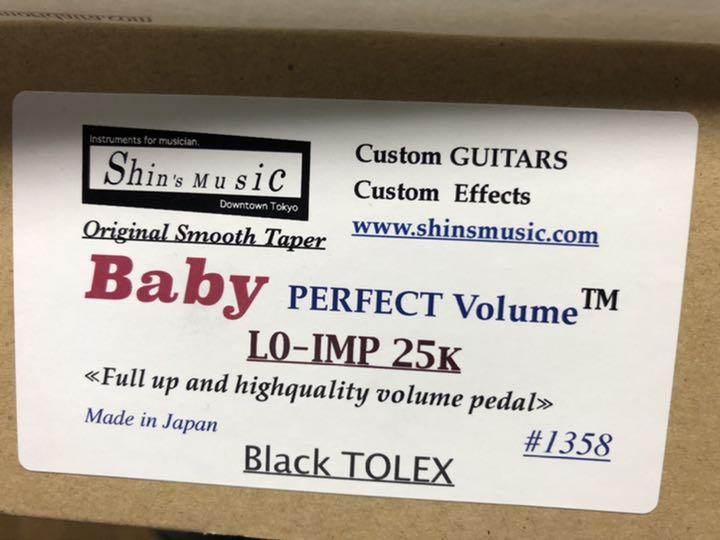 Instruments for musician.
Shin's Music
Downtown Tokyo
Custom GUITARS
Custom Effects
www.shinsmusic.com
Original Smooth Taper
Baby PERFECT Volume™
LO-IMP 25K
«Full up and highquality volume pedal»
Made in Japan
#1358
Black TOLEX